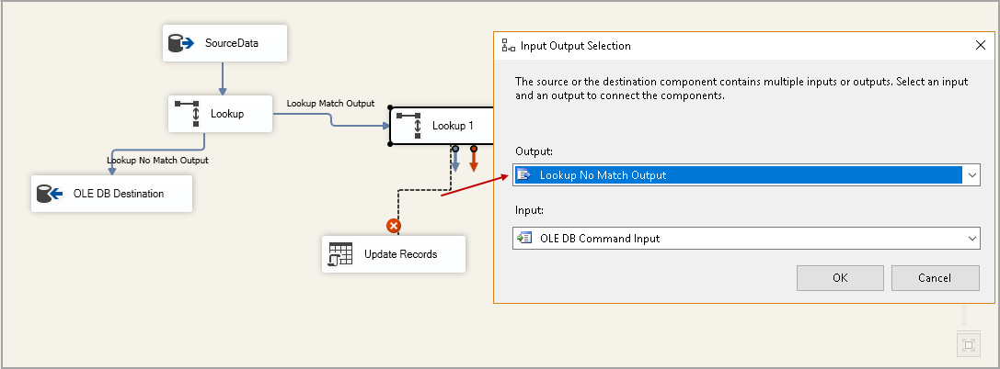 SourceData
Lookup
Lookup Match Output
Lookup 1
Lookup No Match Output
OLE DB Destination
Update Records
Input Output Selection
The source or the destination component contains multiple inputs or outputs. Select an input
and an output to connect the components.
Output:
Lookup No Match Output
Input:
OLE DB Command Input
OK
Cancel